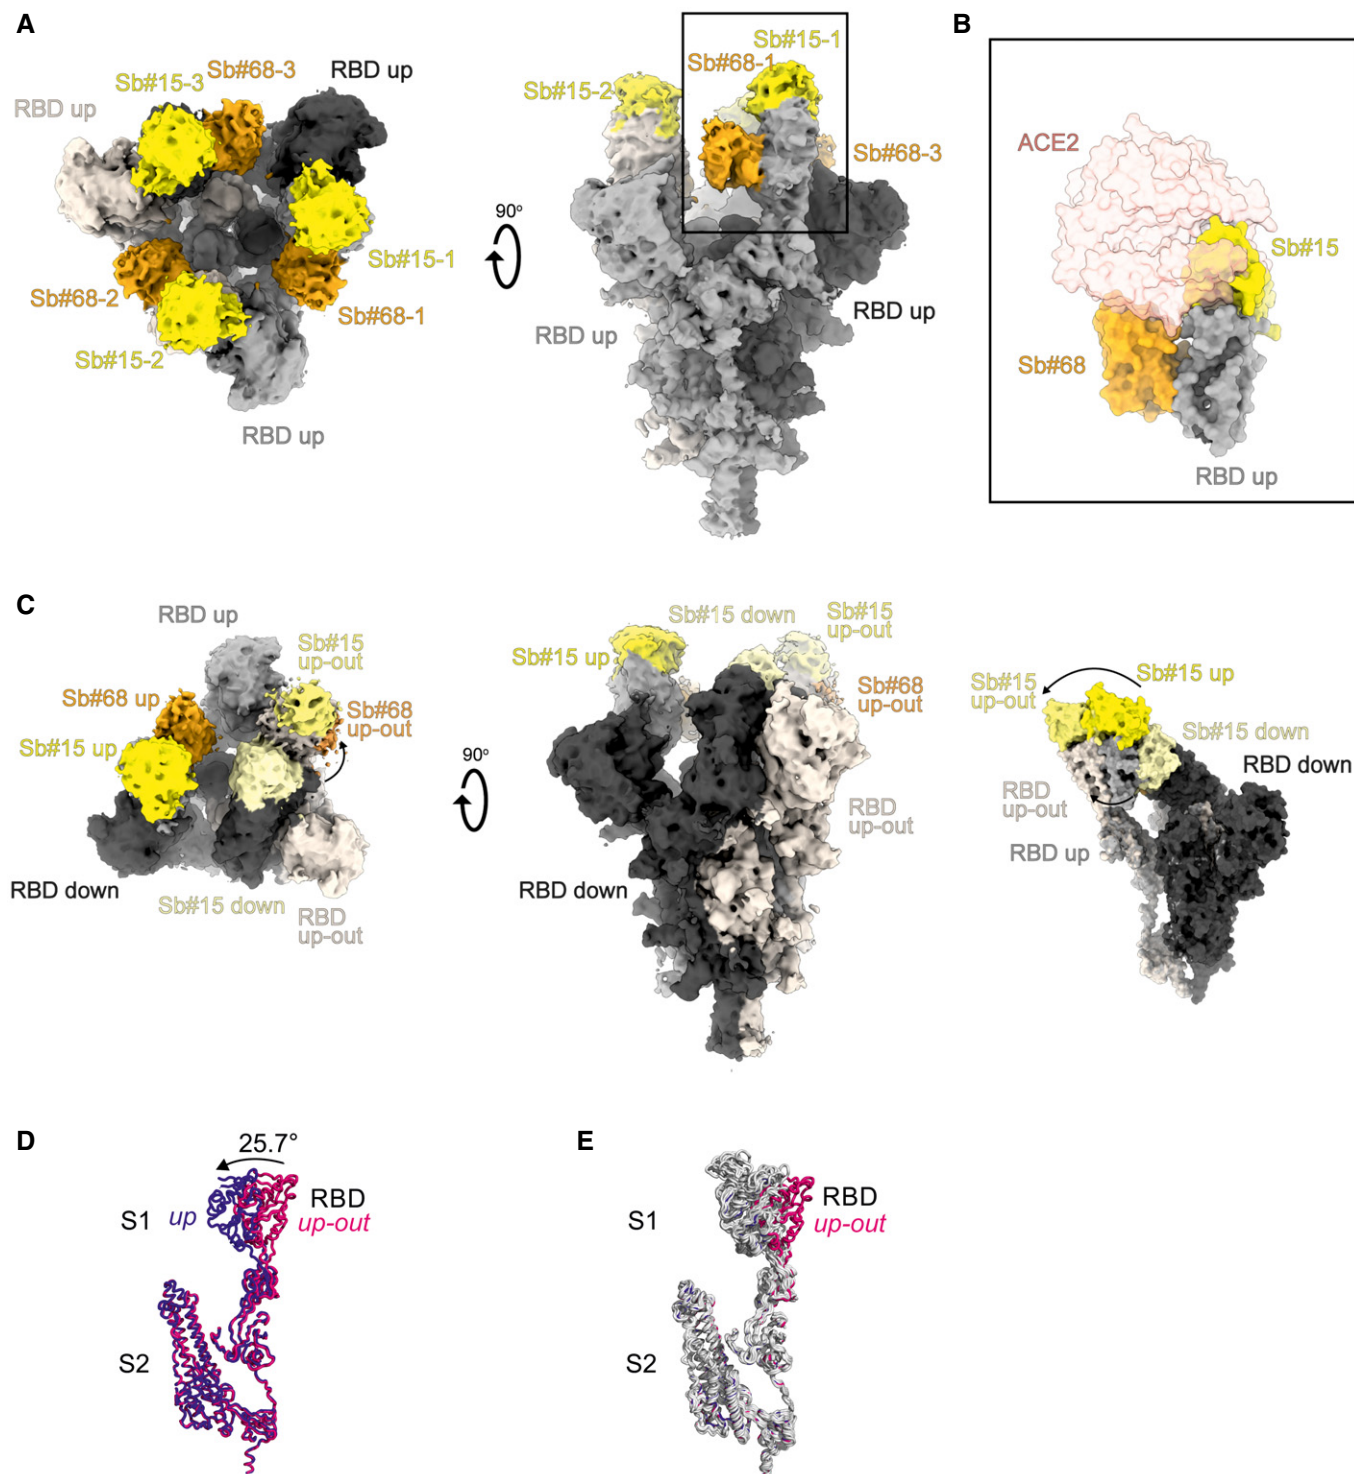 A
Sb#15-3
Sb#68-3
RBD up
RBD up
Sb#15-1
Sb#68-2
Sb#68-1
Sb#15-2
RBD up
90°
Sb#15-1
Sb#68-1
Sb#15-2
Sb#68-3
RBD up
RBD up
B
ACE2
Sb#15
Sb#68
RBD up
C
RBD up
Sb#15
up-out
Sb#68 up
Sb#68
up-out
Sb#15 up
RBD down
Sb#15 down
RBD
up-out
90°
Sb#15 down
Sb#15
up-out
Sb#15 up
Sb#68
up-out
RBD
up-out
RBD down
Sb#15
up-out
Sb#15 up
Sb#15 down
RBD down
RBD
up-out
RBD up
D
25.7°
S1
up
RBD
up-out
S2
E
S1
RBD
up-out
S2